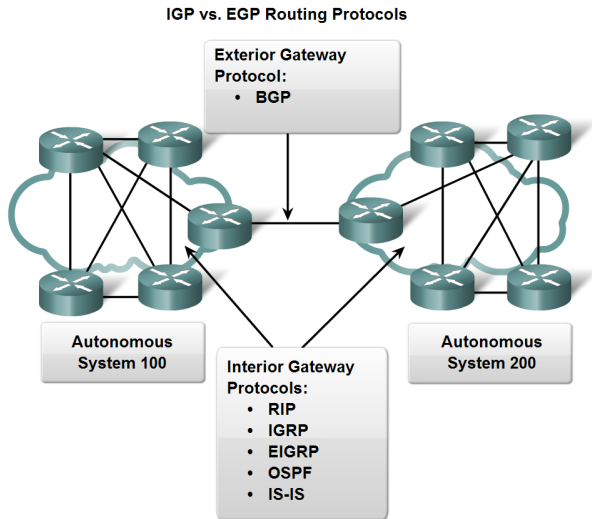 IGP vs. EGP Routing Protocols
Exterior Gateway
Protocol:
• BGP
Autonomous
System 100
Autonomous
System 200
Interior Gateway
Protocols:
• RIP
• IGRP
• EIGRP
• OSPF
• IS-IS